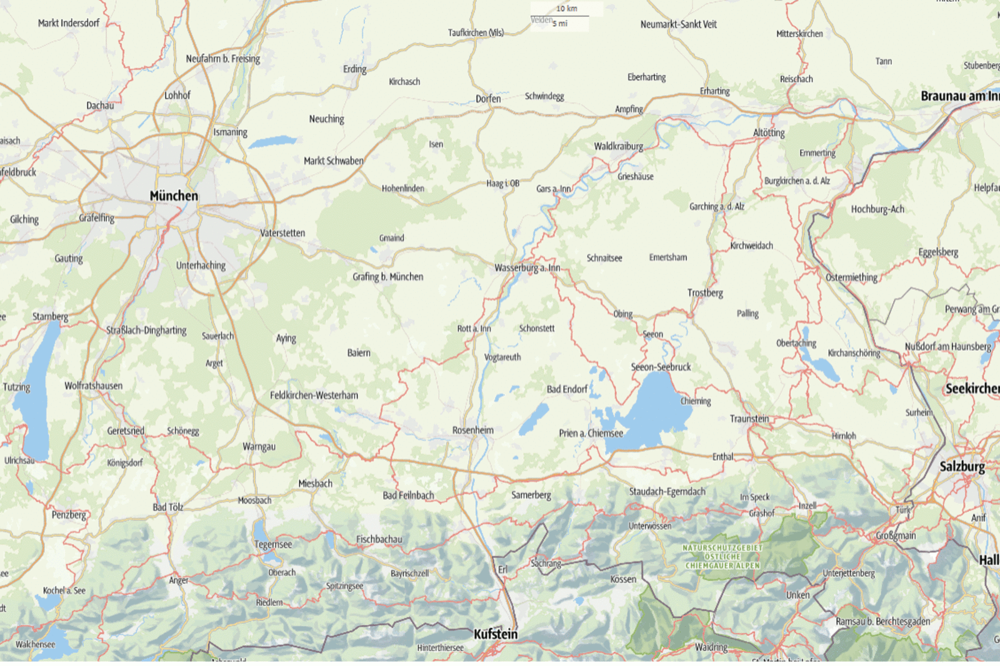 10 km
Velden
5 mi
Markt Indersdorf
Taufkirchen (Vils)
Neumarkt-Sankt Veit
Mitterskirchen
Neufahrn b. Freising
Erding
Tann
Stubenberg
Kirchasch
Eberharting
Reischach
Lohhof
Dachau
Dorfen
Schwindegg
Erharting
Braunau am Inn
Neuching
Ampfing
Ismaning
Altötting
aisach
Isen
Waldkraiburg
Emmerting
Markt Schwaben
nfeldbruck
Grieshäuse
Burgkirchen a. d. Alz
Hohenlinden
Haag i. OB
Gars a. Inn
Helpfau
München
Garching a. d. Alz
Hochburg-Ach
Gilching
Gräfelfing
Vaterstetten
Gmaind
Kirchweidach
Gauting
Schnaitsee
Emertsham
Eggelsberg
Unterhaching
Grafing b. München
Wasserburg a. Inn
Ostermiething
Trostberg
Starnberg
Obing
Palling
Perwang am Gr
Straßlach-Dingharting
Sauerlach
Aying
Rott a. Inn
Schonstett
Seeon
Obertaching
Kirchanschöring
Nußdorf am Haunsberg
Arget
Baiern
Vogtareuth
Seeon-Seebruck
Tutzing
Wolfratshausen
Feldkirchen-Westerham
Bad Endorf
Chieming
Seekirchen
Surheim
Geretsried
Schönegg
Rosenheim
Prien a. Chiemsee
Traunstein
Hirnloh
Warngau
Ulrichsau
Königsdorf
Enthal
Salzburg
Miesbach
Bad Feilnbach
Samerberg
Staudach-Egerndach
Im Speck
Moosbach
Bad Tölz
Penzberg
Inzell
Grashof
Türk
Anif
Unterwössen
Großgmain
Fischbachau
Tegernsee
NATURSCHUTZGEBIET
ÖSTLICHE
CHIEMGAUER ALPEN
Hall
Sachrang
Erl
Oberach
Bayrischzell
Kössen
Unterjettenberg
Anger
Spitzingsee
Kochel a. See
Unken
Riedlern
Ramsau b. Berchtesgaden
Kufstein
Walchensee
Hinterthiersee
Waidring